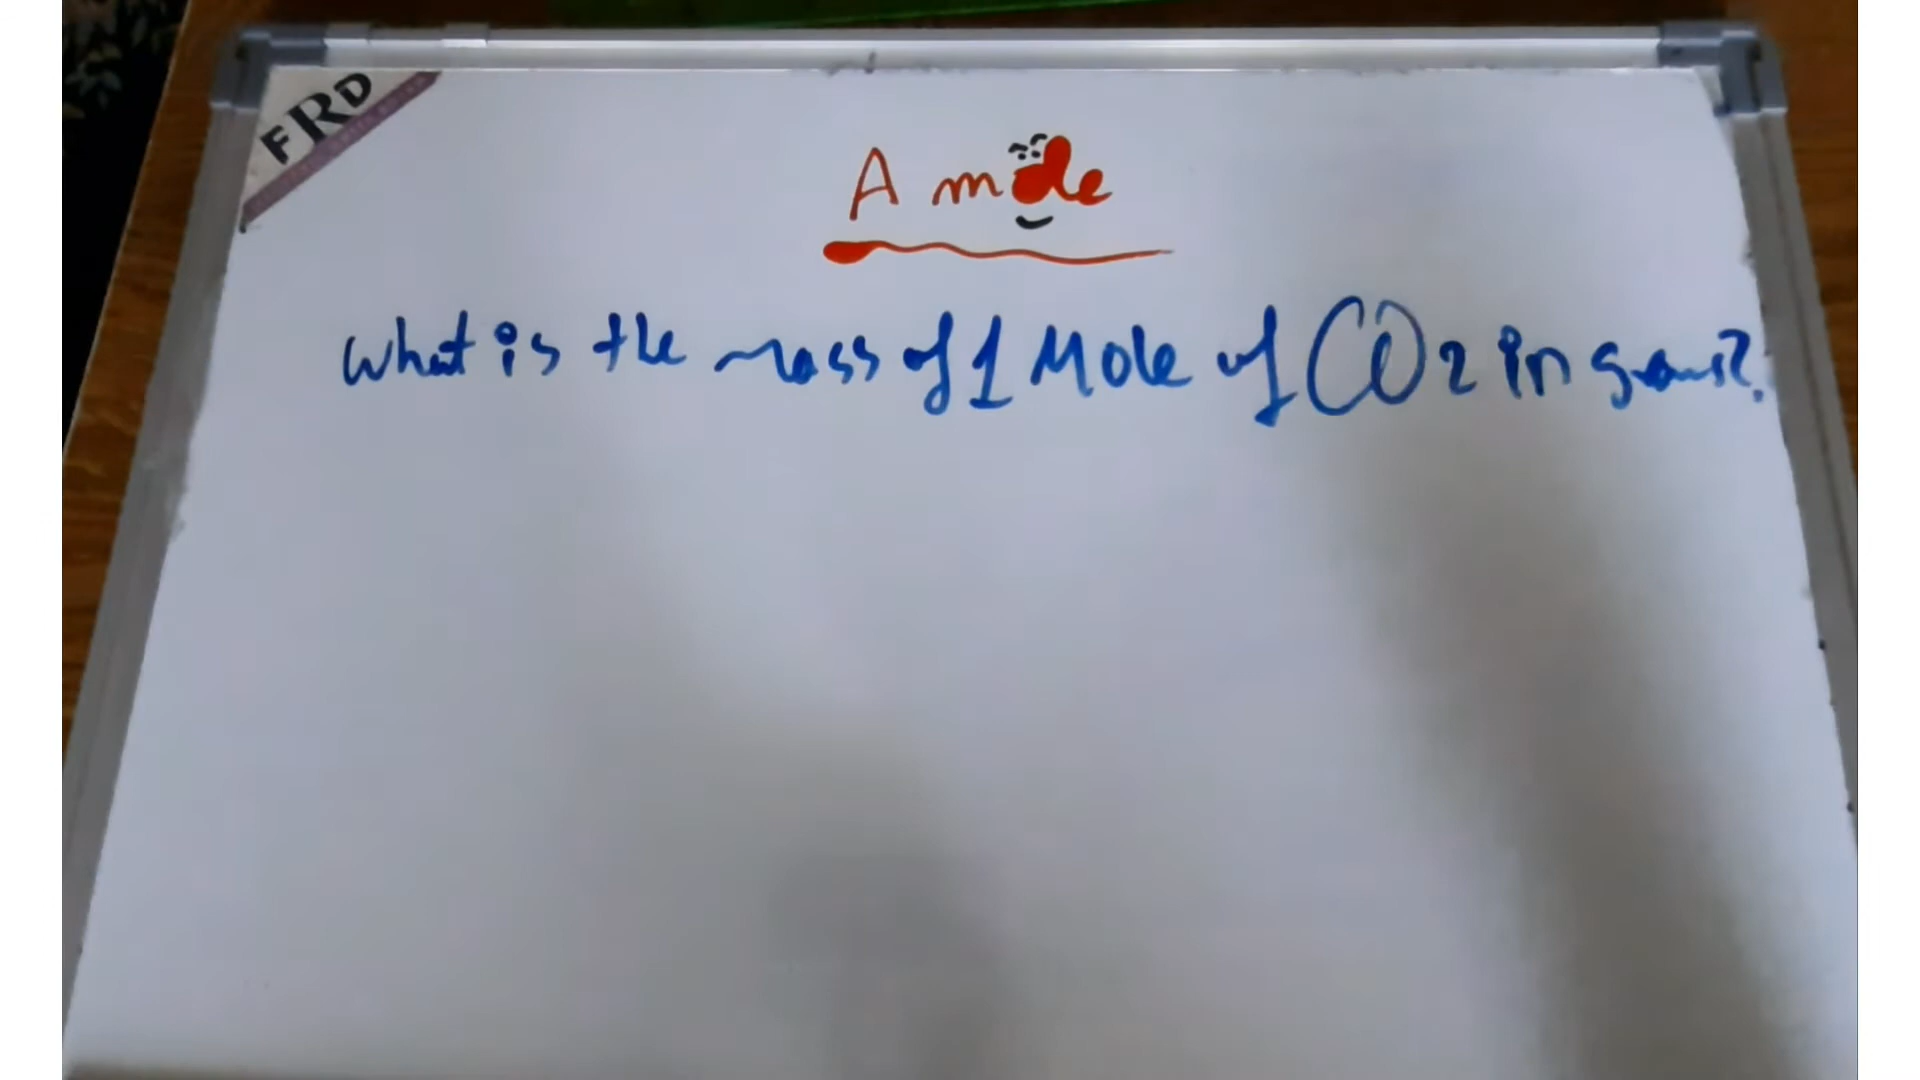 FRD
A mole
What is the mass of 1 Mole of CO2 in grams?